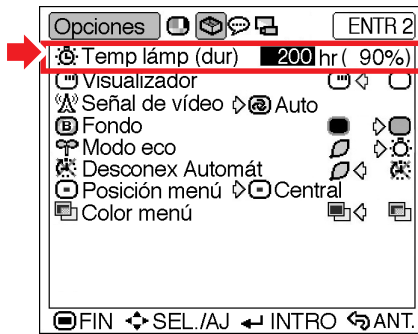 Opciones ENTR 2
Temp lámp (dur) 200 hr ( 90%)
Visualizador
Señal de vídeo Auto
B Fondo
Modo eco
Desconex Automát
Posición menú Central
Color menú
FIN SEL./AJ INTRO ANT.